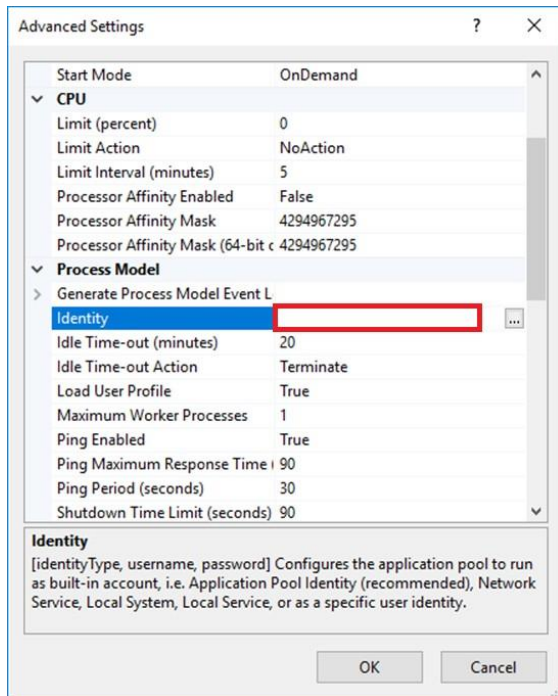 Advanced Settings ? ×
Start Mode OnDemand
CPU
Limit (percent) 0
Limit Action NoAction
Limit Interval (minutes) 5
Processor Affinity Enabled False
Processor Affinity Mask 4294967295
Processor Affinity Mask (64-bit c 4294967295
Process Model
Generate Process Model Event L
Identity ...
Idle Time-out (minutes) 20
Idle Time-out Action Terminate
Load User Profile True
Maximum Worker Processes 1
Ping Enabled True
Ping Maximum Response Time ( 90
Ping Period (seconds) 30
Shutdown Time Limit (seconds) 90
Identity
[identityType, username, password] Configures the application pool to run
as built-in account, i.e. Application Pool Identity (recommended), Network
Service, Local System, Local Service, or as a specific user identity.
OK Cancel